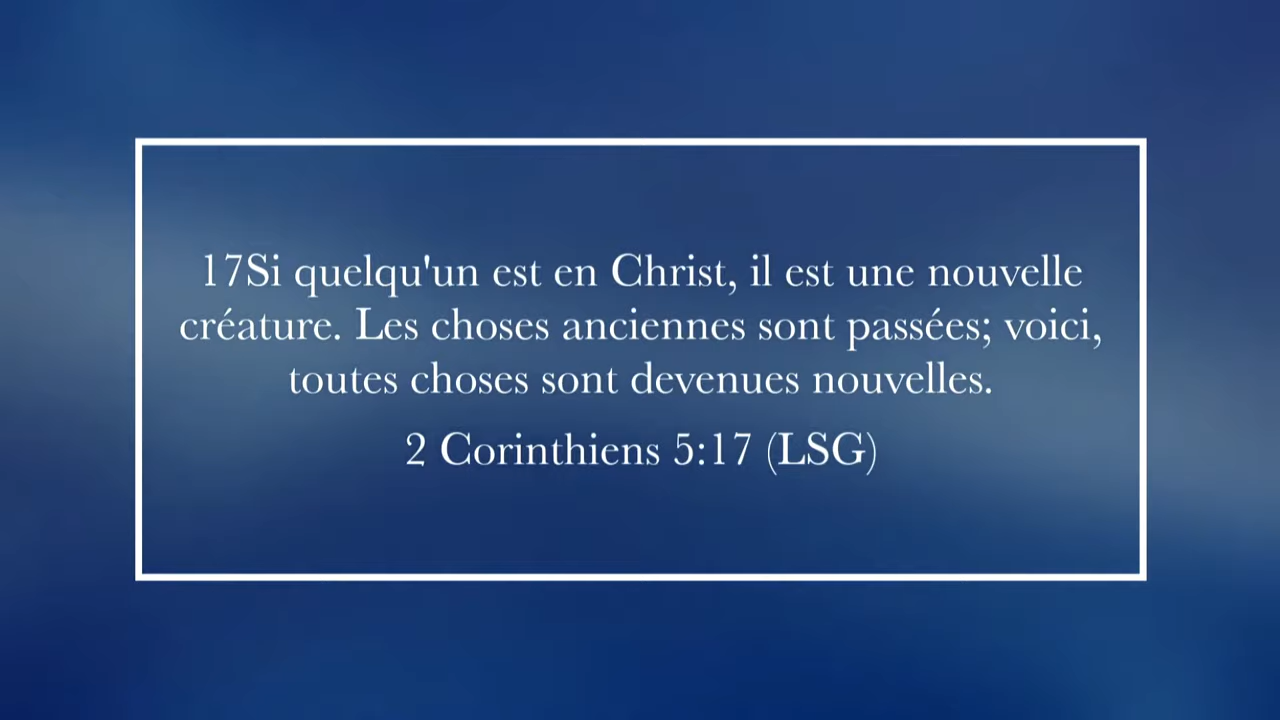 17Si quelqu'un est en Christ, il est une nouvelle
créature. Les choses anciennes sont passées; voici,
toutes choses sont devenues nouvelles.
2 Corinthiens 5:17 (LSG)